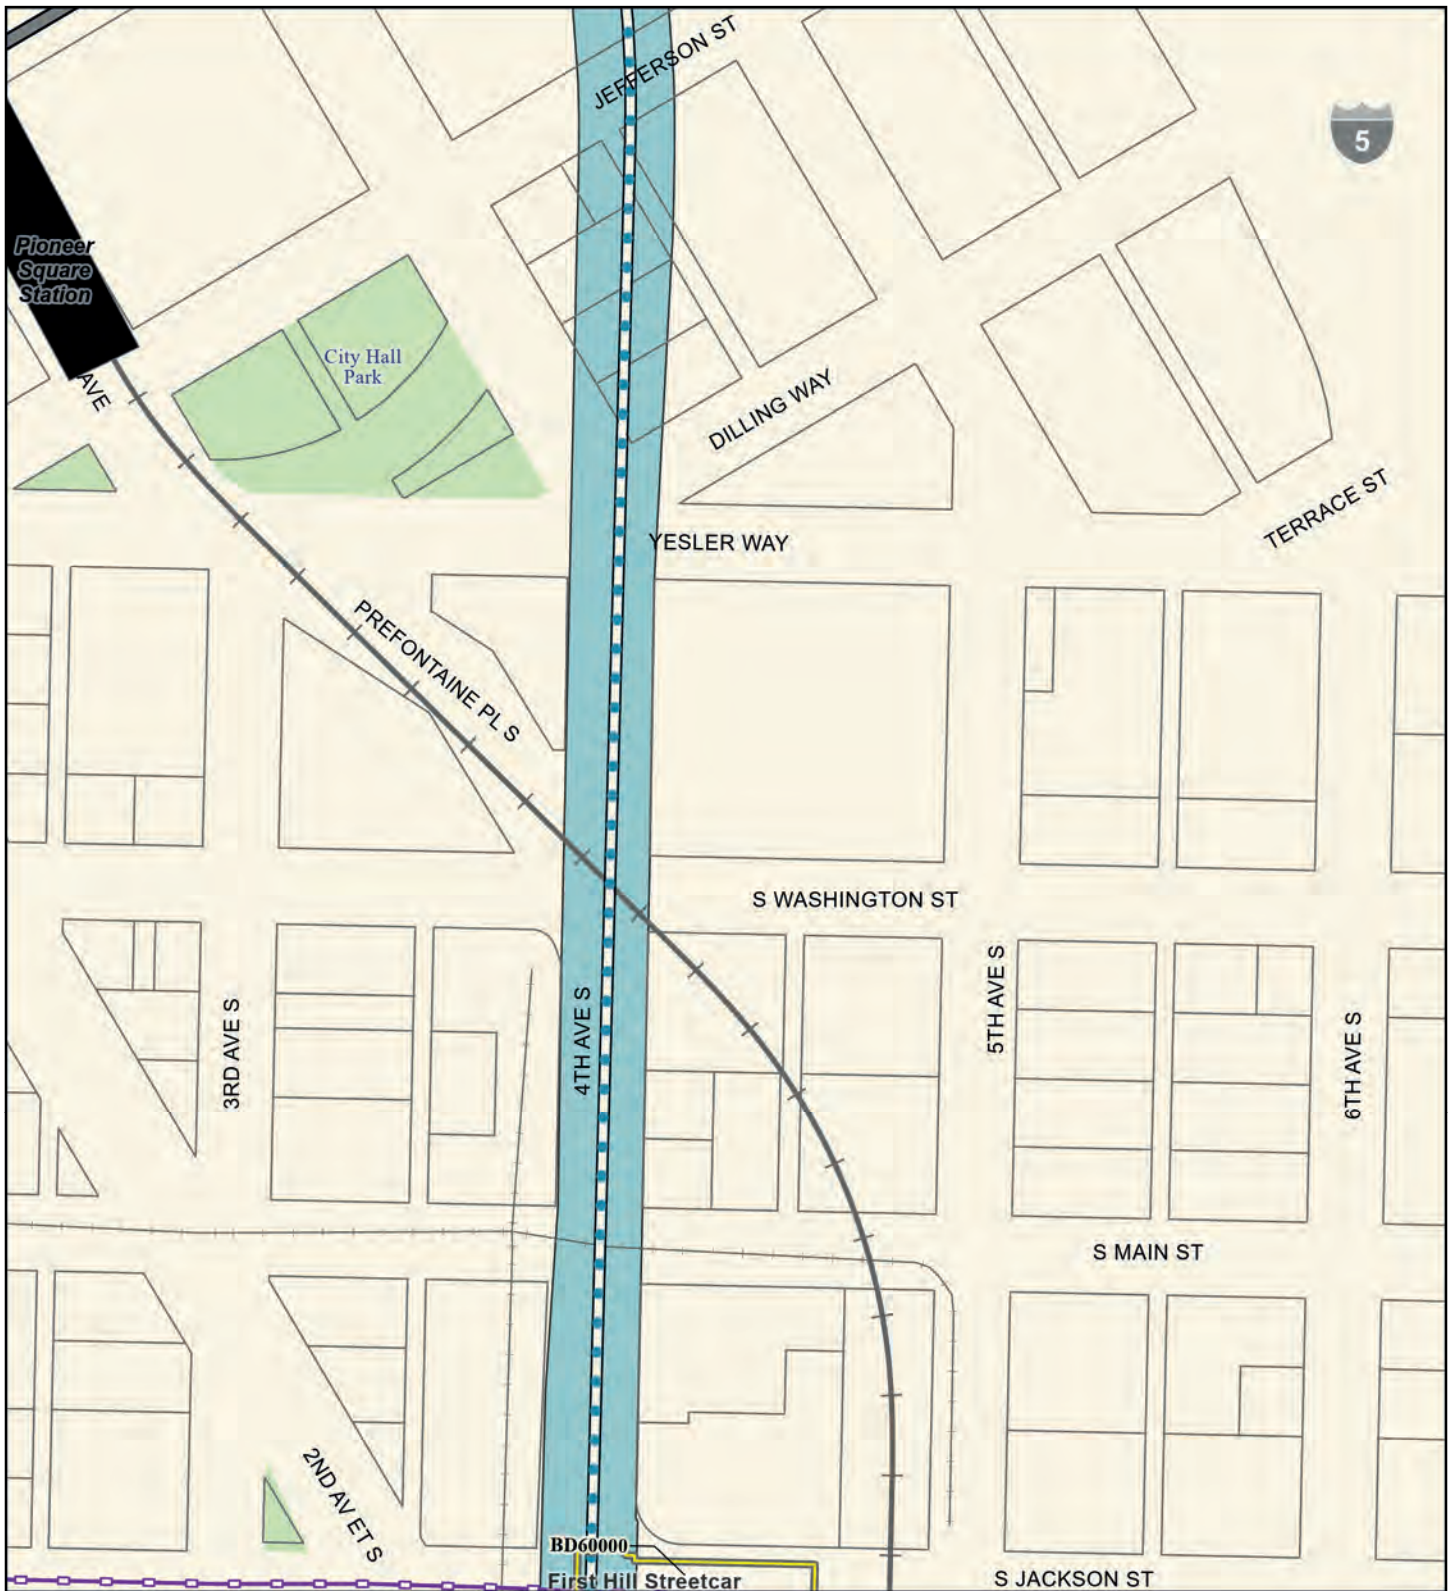 JEFFERSON ST
5
Pioneer
Square
Station
City Hall
Park
AVE
DILLING WAY
TERRACE ST
YESLER WAY
PREFONTAINE PL S
S WASHINGTON ST
3RD AVE S
4TH AVE S
5TH AVE S
6TH AVE S
S MAIN ST
2ND AV ET S
BD60000
First Hill Streetcar
S JACKSON ST